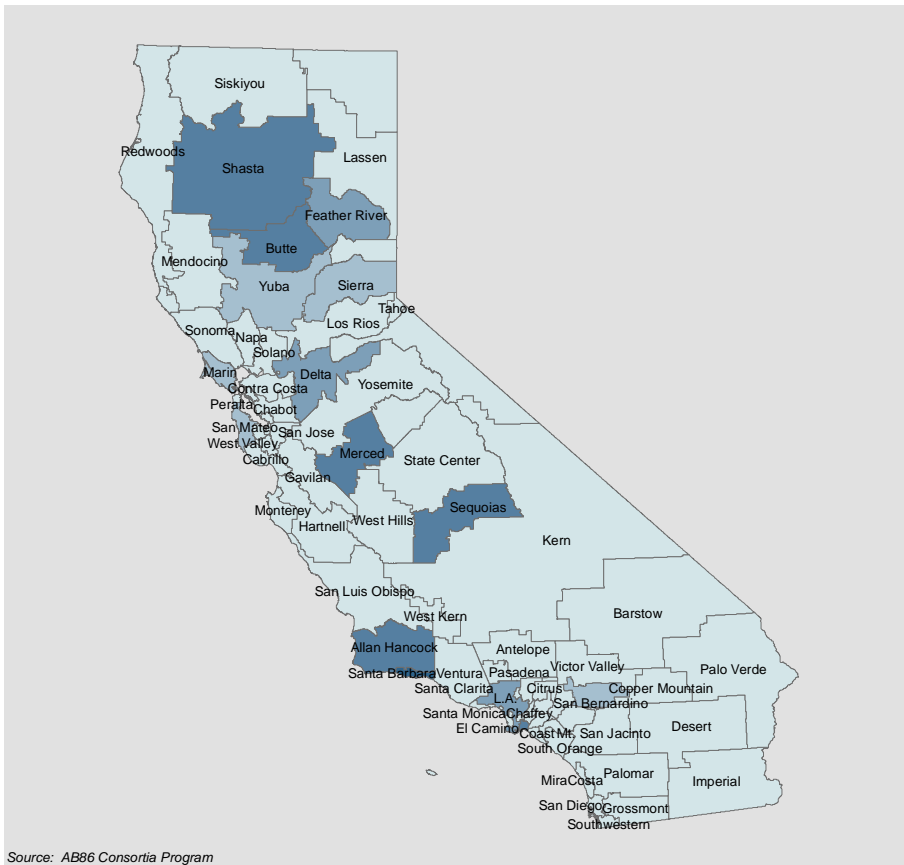 Siskiyou
Redwoods
Lassen
Shasta
Feather River
Butte
Mendocino
Yuba
Sierra
Tahoe
Los Rios
Sonoma
Napa
Solano
Marin
Delta
Contra Costa
Yosemite
Peralta
Chabot
San Mateo
San Jose
West Valley
Merced
Cabrillo
State Center
Gavilan
Sequoias
Monterey
West Hills
Hartnell
Kern
San Luis Obispo
Barstow
West Kern
Allan Hancock
Antelope
Victor Valley
Palo Verde
Santa Barbara
Ventura
Pasadena
Santa Clarita
Citrus
Copper Mountain
L.A.
San Bernardino
Santa Monica
Chaffey
El Camino
Coast
Mt. San Jacinto
Desert
South Orange
MiraCosta
Palomar
Imperial
San Diego
Grossmont
Southwestern
Source: AB86 Consortia Program